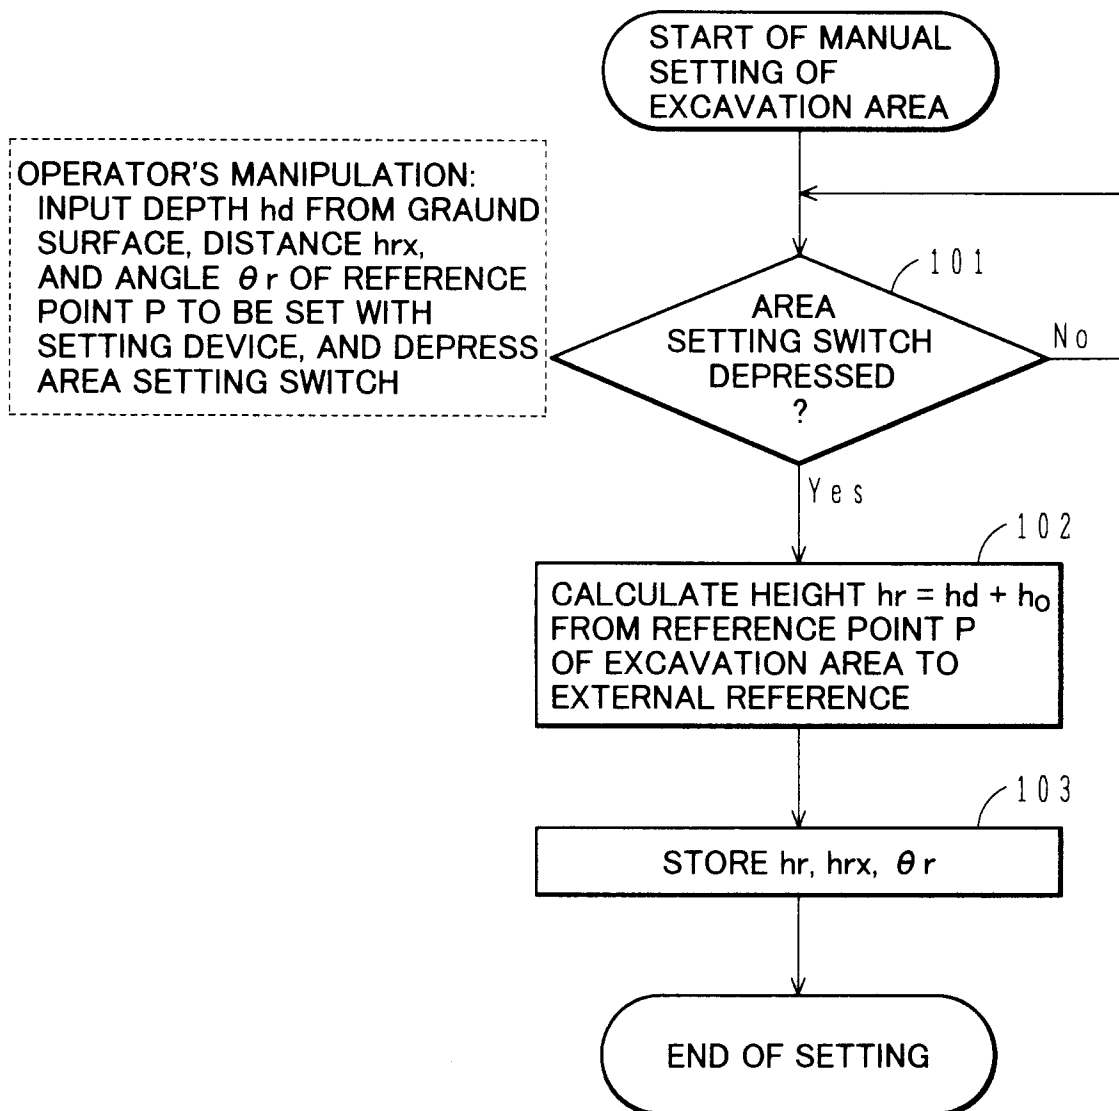 START OF MANUAL
SETTING OF
EXCAVATION AREA
OPERATOR'S MANIPULATION:
INPUT DEPTH hd FROM GRAUND
SURFACE, DISTANCE hrx,
AND ANGLE θr OF REFERENCE
POINT P TO BE SET WITH
SETTING DEVICE, AND DEPRESS
AREA SETTING SWITCH
101
AREA
SETTING SWITCH
DEPRESSED
?
No
Yes
102
CALCULATE HEIGHT hr = hd + h₀
FROM REFERENCE POINT P
OF EXCAVATION AREA TO
EXTERNAL REFERENCE
103
STORE hr, hrx, θr
END OF SETTING